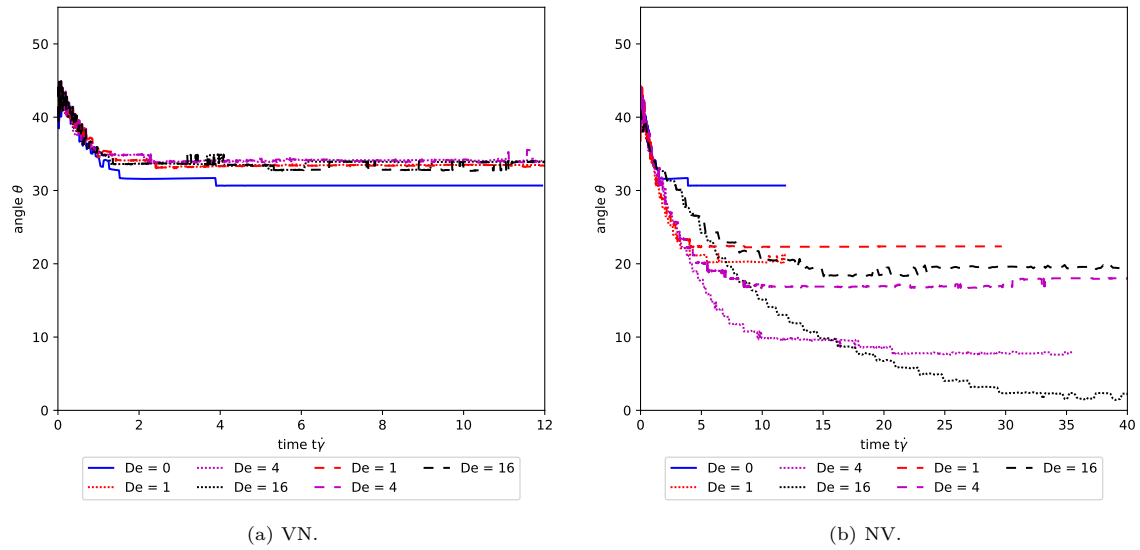 50
40
30
20
10
0
angle θ
0 2 4 6 8 10 12
time tγ̇
De = 0 De = 4 De = 1 De = 16
De = 1 De = 16 De = 4
(a) VN.
50
40
30
20
10
0
angle θ
0 5 10 15 20 25 30 35 40
time tγ̇
De = 0 De = 4 De = 1 De = 16
De = 1 De = 16 De = 4
(b) NV.